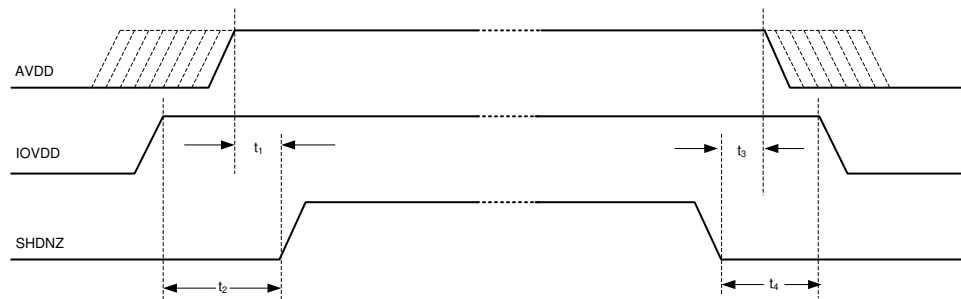 AVDD
IOVDD
t₁
t₃
SHDNZ
t₂
t₄